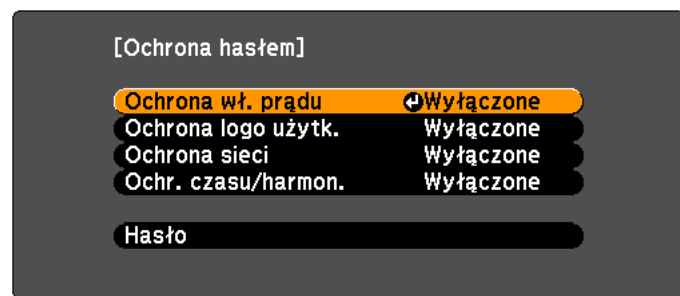 [Ochrona hasłem]
Ochrona wł. prądu Wyłączone
Ochrona logo użytk. Wyłączone
Ochrona sieci Wyłączone
Ochr. czasu/harmon. Wyłączone
Hasło